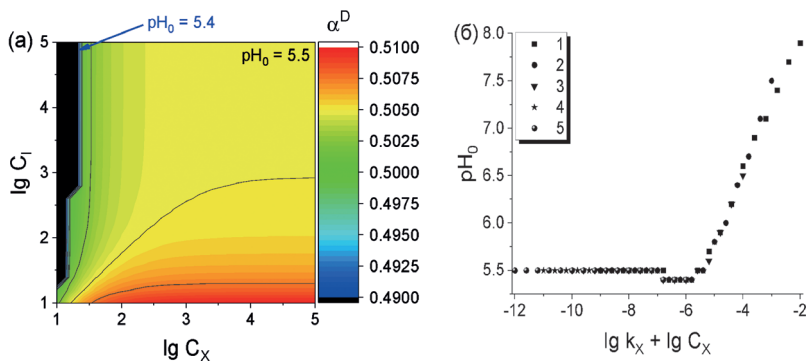 (a)
pH₀ = 5.4
pH₀ = 5.5
αᴰ
5
4
3
2
1
lg C_I
1 2 3 4 5
lg C_X
0.5100
0.5075
0.5050
0.5025
0.5000
0.4975
0.4950
0.4925
0.4900
(б)
1
2
3
4
5
8.0
7.5
7.0
6.5
6.0
5.5
pH₀
-12 -10 -8 -6 -4 -2
lg k_X + lg C_X